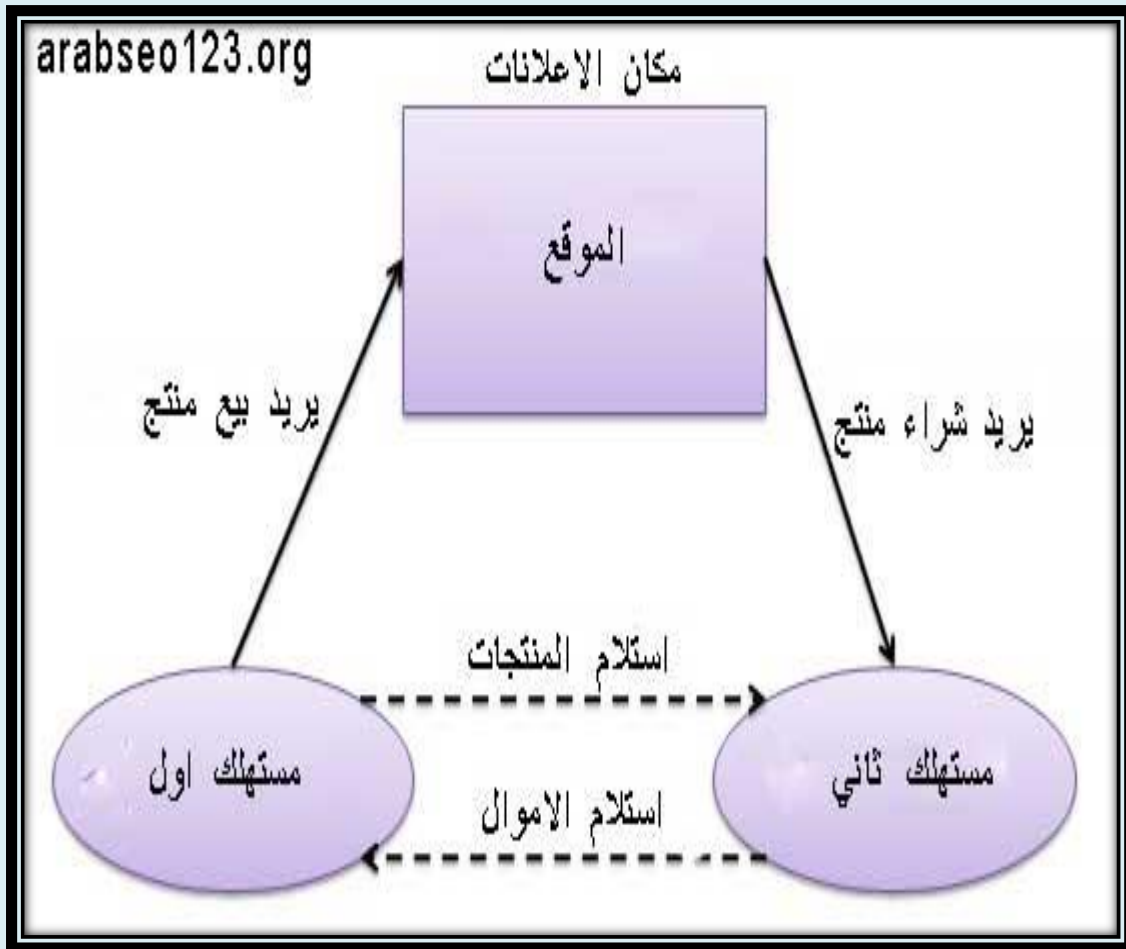 arabseo123.org
مكان الاعلانات
الموقع
يريد بيع منتج
يريد شراء منتج
استلام المنتجات
مستهلك اول
مستهلك ثاني
استلام الاموال